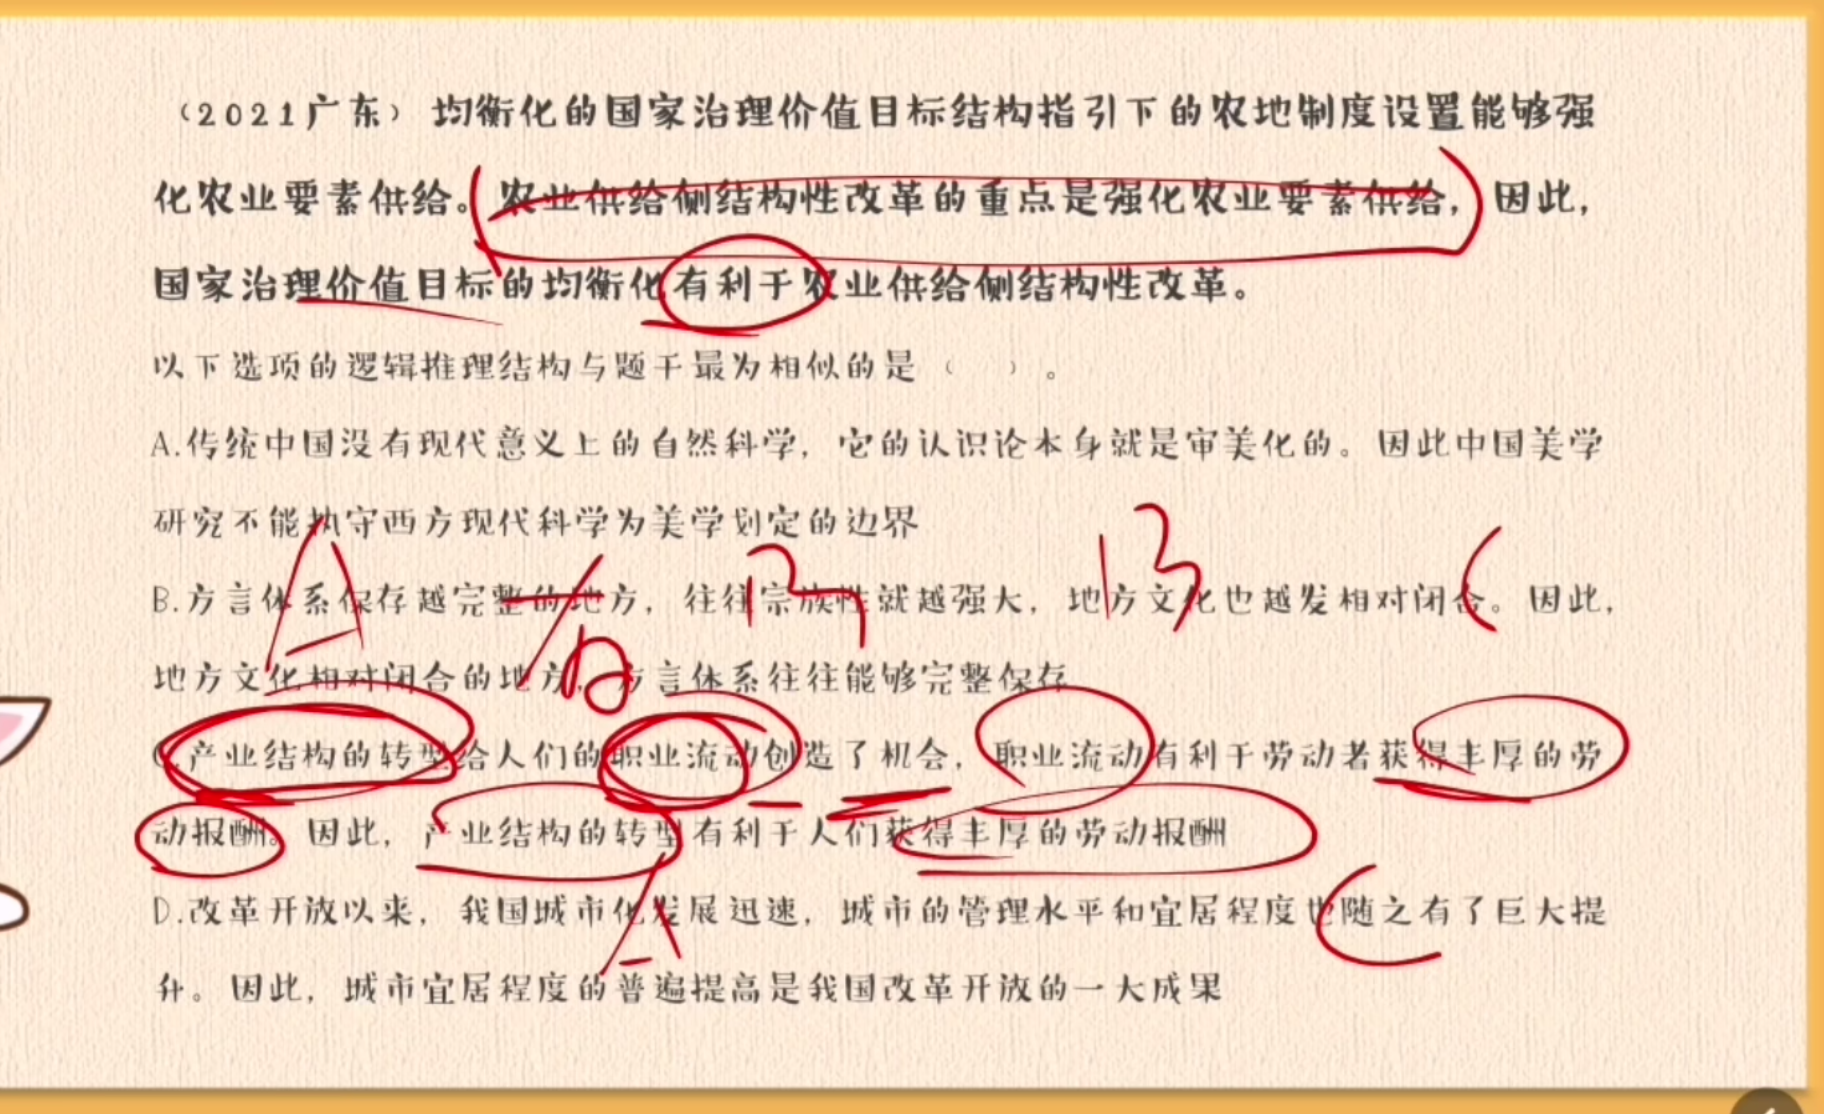 （2021广东）均衡化的国家治理价值目标结构指引下的农地制度设置能够强
化农业要素供给。农业供给侧结构性改革的重点是强化农业要素供给，因此，
国家治理价值目标的均衡化有利于农业供给侧结构性改革。
以下选项的逻辑推理结构与题干最为相似的是（ ）。
A.传统中国没有现代意义上的自然科学，它的认识论本身就是审美化的。因此中国美学
研究不能执守西方现代科学为美学划定的边界
B.方言体系保存越完整的地方，往往宗族性就越强大，地方文化也越发相对闭合。因此，
地方文化相对闭合的地方，方言体系往往能够完整保存
C.产业结构的转型给人们的职业流动创造了机会，职业流动有利于劳动者获得丰厚的劳
动报酬。因此，产业结构的转型有利于人们获得丰厚的劳动报酬
D.改革开放以来，我国城市化发展迅速，城市的管理水平和宜居程度也随之有了巨大提
升。因此，城市宜居程度的普遍提高是我国改革开放的一大成果